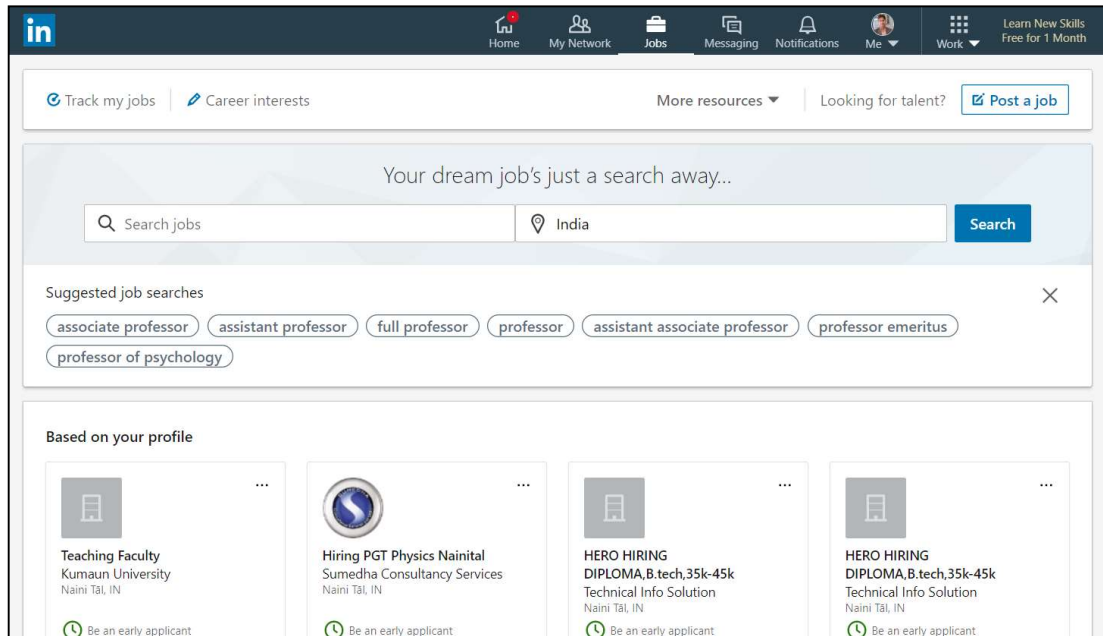 in
Home
My Network
Jobs
Messaging
Notifications
Me
Work
Learn New Skills
Free for 1 Month
Track my jobs
Career interests
More resources
Looking for talent?
Post a job
Your dream job's just a search away...
Search jobs
India
Search
Suggested job searches
associate professor
assistant professor
full professor
professor
assistant associate professor
professor emeritus
professor of psychology
Based on your profile
...
Teaching Faculty
Kumaun University
Naini Tāl, IN
Be an early applicant
...
S
Hiring PGT Physics Nainital
Sumedha Consultancy Services
Naini Tāl, IN
Be an early applicant
...
HERO HIRING
DIPLOMA,B.tech,35k-45k
Technical Info Solution
Naini Tāl, IN
Be an early applicant
...
HERO HIRING
DIPLOMA,B.tech,35k-45k
Technical Info Solution
Naini Tāl, IN
Be an early applicant